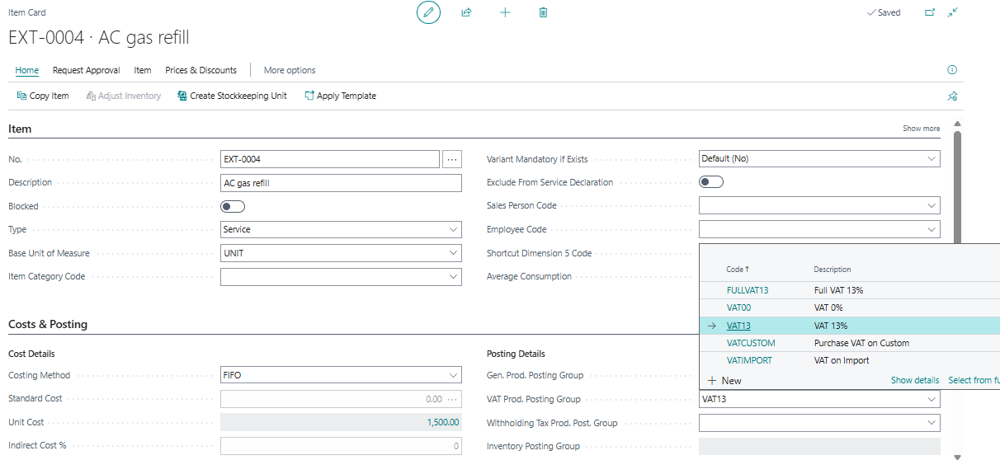 Item Card
Saved
EXT-0004 · AC gas refill
Home Request Approval Item Prices & Discounts More options
Copy Item Adjust Inventory Create Stockkeeping Unit Apply Template
Item
Show more
No. EXT-0004
Description AC gas refill
Blocked
Type Service
Base Unit of Measure UNIT
Item Category Code
Variant Mandatory if Exists Default (No)
Exclude From Service Declaration
Sales Person Code
Employee Code
Shortcut Dimension 5 Code
Average Consumption
Code ↑ Description
FULLVAT13 Full VAT 13%
VAT00 VAT 0%
VAT13 VAT 13%
VATCUSTOM Purchase VAT on Custom
VATIMPORT VAT on Import
+ New Show details Select from fu
Costs & Posting
Cost Details
Costing Method FIFO
Standard Cost 0.00
Unit Cost 1,500.00
Indirect Cost % 0
Posting Details
Gen. Prod. Posting Group
VAT Prod. Posting Group VAT13
Withholding Tax Prod. Post. Group
Inventory Posting Group